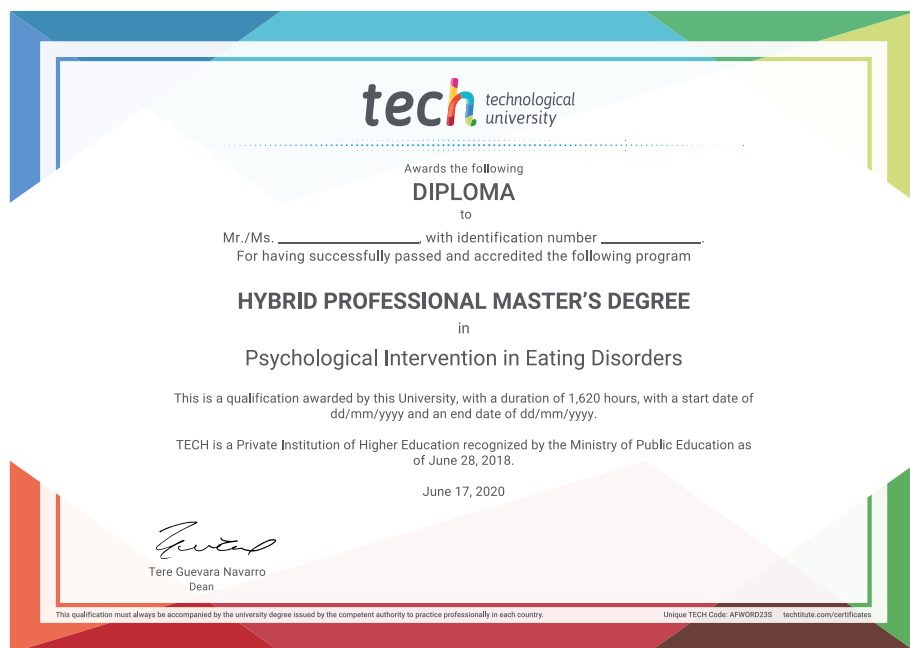 tech technological
university
Awards the following
DIPLOMA
to
Mr./Ms. ____________________, with identification number ______________.
For having successfully passed and accredited the following program
HYBRID PROFESSIONAL MASTER'S DEGREE
in
Psychological Intervention in Eating Disorders
This is a qualification awarded by this University, with a duration of 1,620 hours, with a start date of
dd/mm/yyyy and an end date of dd/mm/yyyy.
TECH is a Private Institution of Higher Education recognized by the Ministry of Public Education as
of June 28, 2018.
June 17, 2020
Tere Guevara Navarro
Dean
This qualification must always be accompanied by the university degree issued by the competent authority to practice professionally in each country. Unique TECH Code: AFWORD23S techtitute.com/certificates